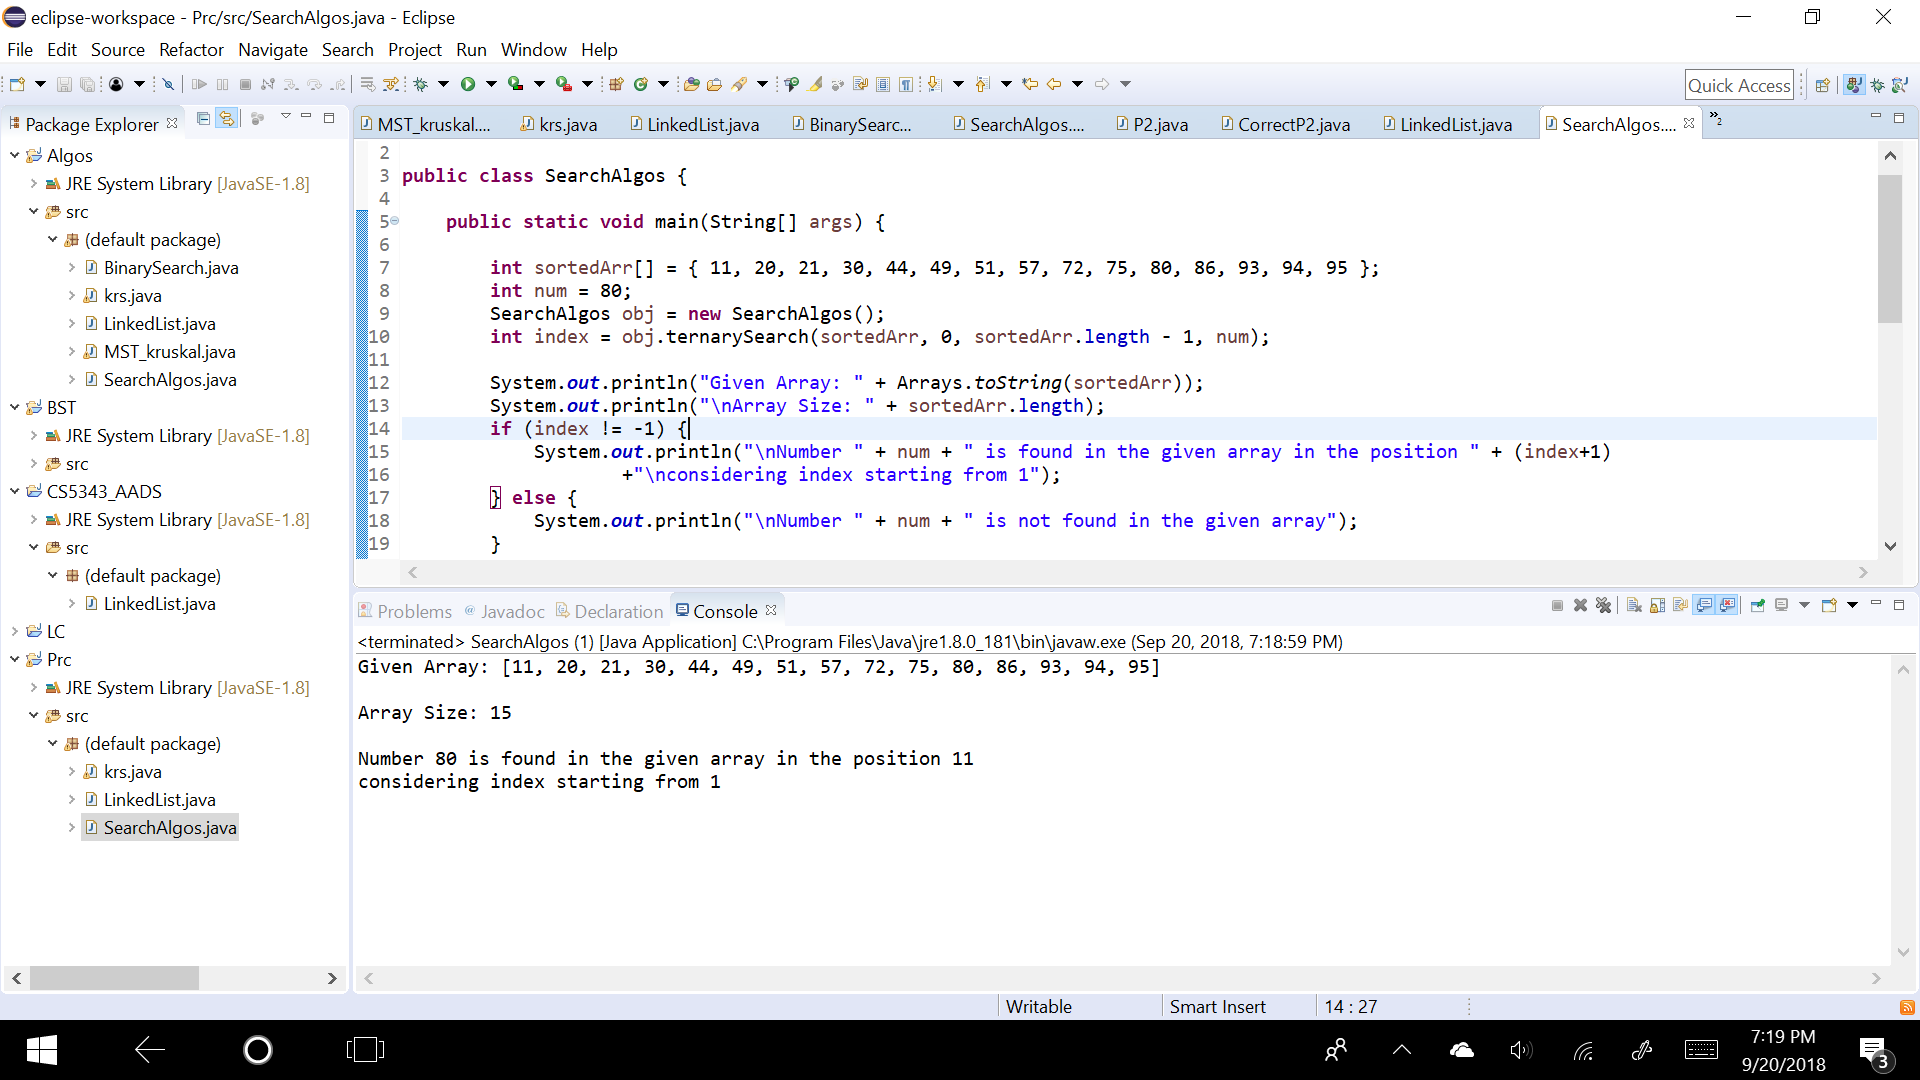 eclipse-workspace - Prc/src/SearchAlgos.java - Eclipse
File Edit Source Refactor Navigate Search Project Run Window Help
Quick Access
Package Explorer
Algos
JRE System Library [JavaSE-1.8]
src
(default package)
BinarySearch.java
krs.java
LinkedList.java
MST_kruskal.java
SearchAlgos.java
BST
JRE System Library [JavaSE-1.8]
src
CS5343_AADS
JRE System Library [JavaSE-1.8]
src
(default package)
LinkedList.java
LC
Prc
JRE System Library [JavaSE-1.8]
src
(default package)
krs.java
LinkedList.java
SearchAlgos.java
MST_kruskal.... krs.java LinkedList.java BinarySearc... SearchAlgos.... P2.java CorrectP2.java LinkedList.java SearchAlgos.... »2
2
3 public class SearchAlgos {
4
5 public static void main(String[] args) {
6
7 int sortedArr[] = { 11, 20, 21, 30, 44, 49, 51, 57, 72, 75, 80, 86, 93, 94, 95 };
8 int num = 80;
9 SearchAlgos obj = new SearchAlgos();
10 int index = obj.ternarySearch(sortedArr, 0, sortedArr.length - 1, num);
11
12 System.out.println("Given Array: " + Arrays.toString(sortedArr));
13 System.out.println("\nArray Size: " + sortedArr.length);
14 if (index != -1) {
15 System.out.println("\nNumber " + num + " is found in the given array in the position " + (index+1)
16 +"\nconsidering index starting from 1");
17 } else {
18 System.out.println("\nNumber " + num + " is not found in the given array");
19 }
Problems @ Javadoc Declaration Console
<terminated> SearchAlgos (1) [Java Application] C:\Program Files\Java\jre1.8.0_181\bin\javaw.exe (Sep 20, 2018, 7:18:59 PM)
Given Array: [11, 20, 21, 30, 44, 49, 51, 57, 72, 75, 80, 86, 93, 94, 95]
Array Size: 15
Number 80 is found in the given array in the position 11
considering index starting from 1
Writable Smart Insert 14 : 27
7:19 PM
9/20/2018
3